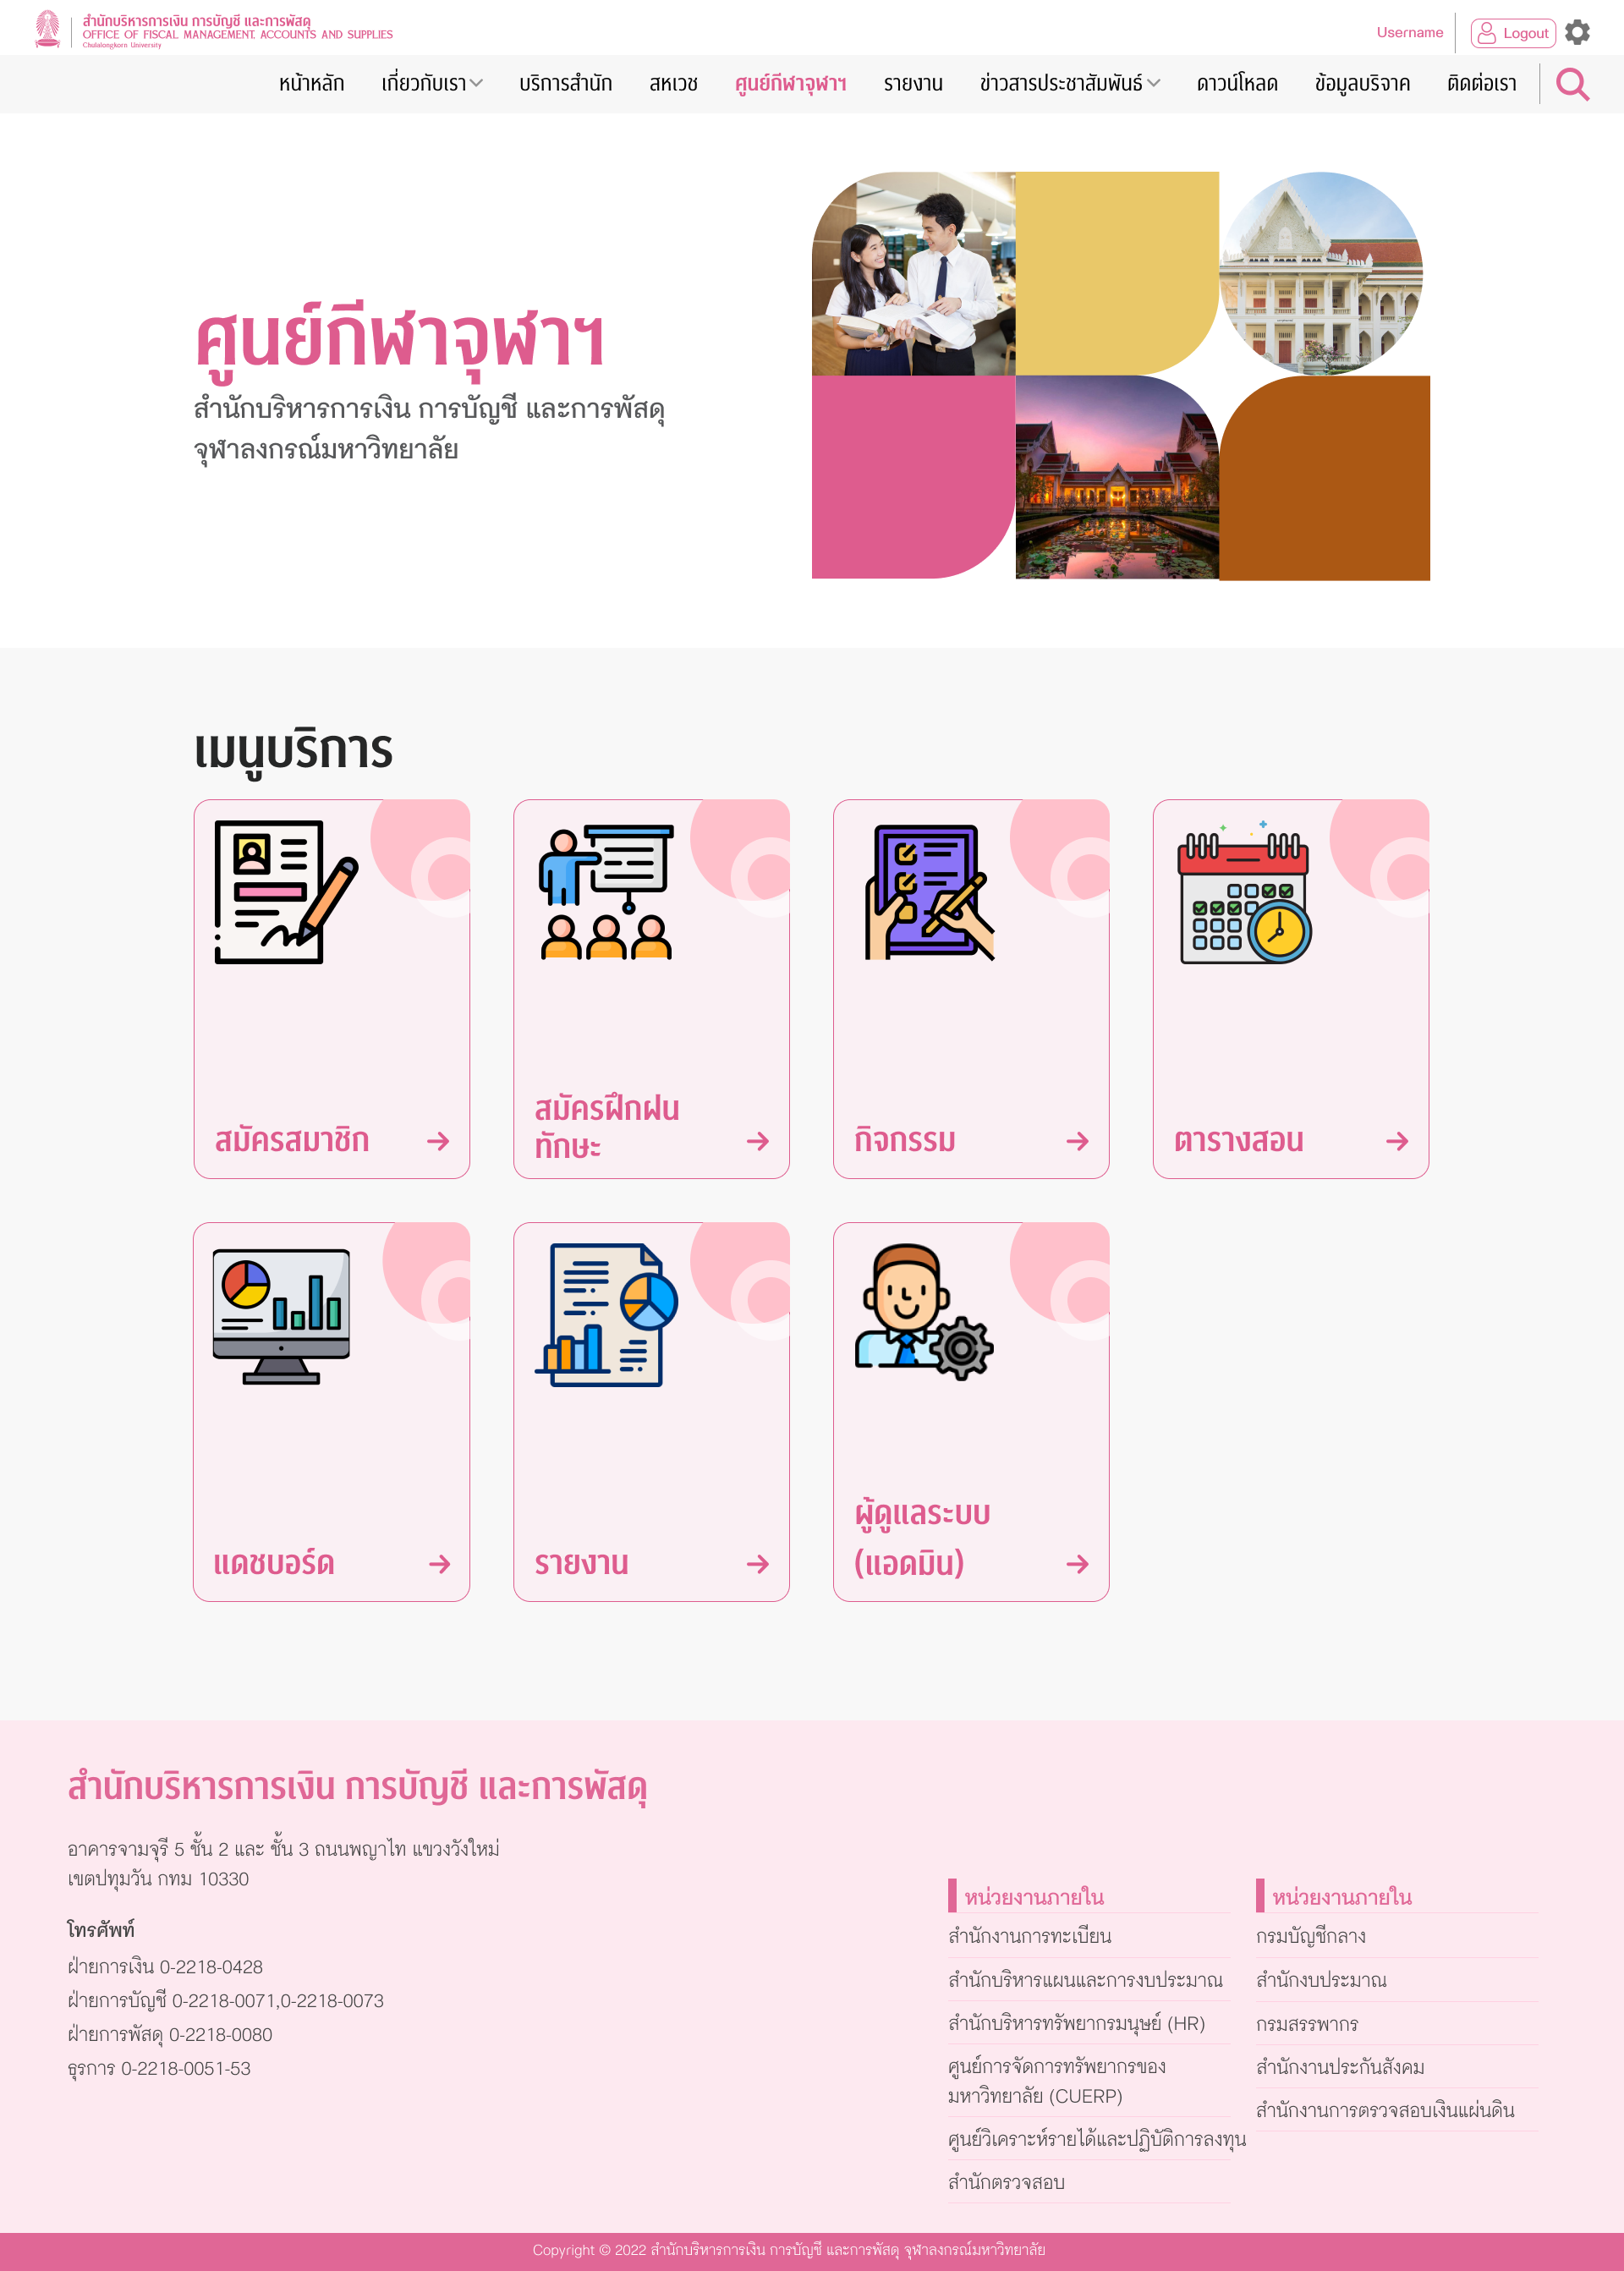 สำนักบริหารการเงิน การบัญชี และการพัสดุ
OFFICE OF FISCAL MANAGEMENT, ACCOUNTS AND SUPPLIES
Chulalongkorn University
Username
Logout
หน้าหลัก เกี่ยวกับเรา บริการสำนัก สหเวช ศูนย์กีฬาจุฬาฯ รายงาน ข่าวสารประชาสัมพันธ์ ดาวน์โหลด ข้อมูลบริจาค ติดต่อเรา
ศูนย์กีฬาจุฬาฯ
สำนักบริหารการเงิน การบัญชี และการพัสดุ
จุฬาลงกรณ์มหาวิทยาลัย
เมนูบริการ
สมัครสมาชิก
สมัครฝึกฝน
ทักษะ
กิจกรรม
ตารางสอน
แดชบอร์ด
รายงาน
ผู้ดูแลระบบ
(แอดมิน)
สำนักบริหารการเงิน การบัญชี และการพัสดุ
อาคารจามจุรี 5 ชั้น 2 และ ชั้น 3 ถนนพญาไท แขวงวังใหม่
เขตปทุมวัน กทม 10330
โทรศัพท์
ฝ่ายการเงิน 0-2218-0428
ฝ่ายการบัญชี 0-2218-0071,0-2218-0073
ฝ่ายการพัสดุ 0-2218-0080
ธุรการ 0-2218-0051-53
หน่วยงานภายใน
สำนักงานการทะเบียน
สำนักบริหารแผนและการงบประมาณ
สำนักบริหารทรัพยากรมนุษย์ (HR)
ศูนย์การจัดการทรัพยากรของ
มหาวิทยาลัย (CUERP)
ศูนย์วิเคราะห์รายได้และปฏิบัติการลงทุน
สำนักตรวจสอบ
หน่วยงานภายใน
กรมบัญชีกลาง
สำนักงบประมาณ
กรมสรรพากร
สำนักงานประกันสังคม
สำนักงานการตรวจสอบเงินแผ่นดิน
Copyright © 2022 สำนักบริหารการเงิน การบัญชี และการพัสดุ จุฬาลงกรณ์มหาวิทยาลัย